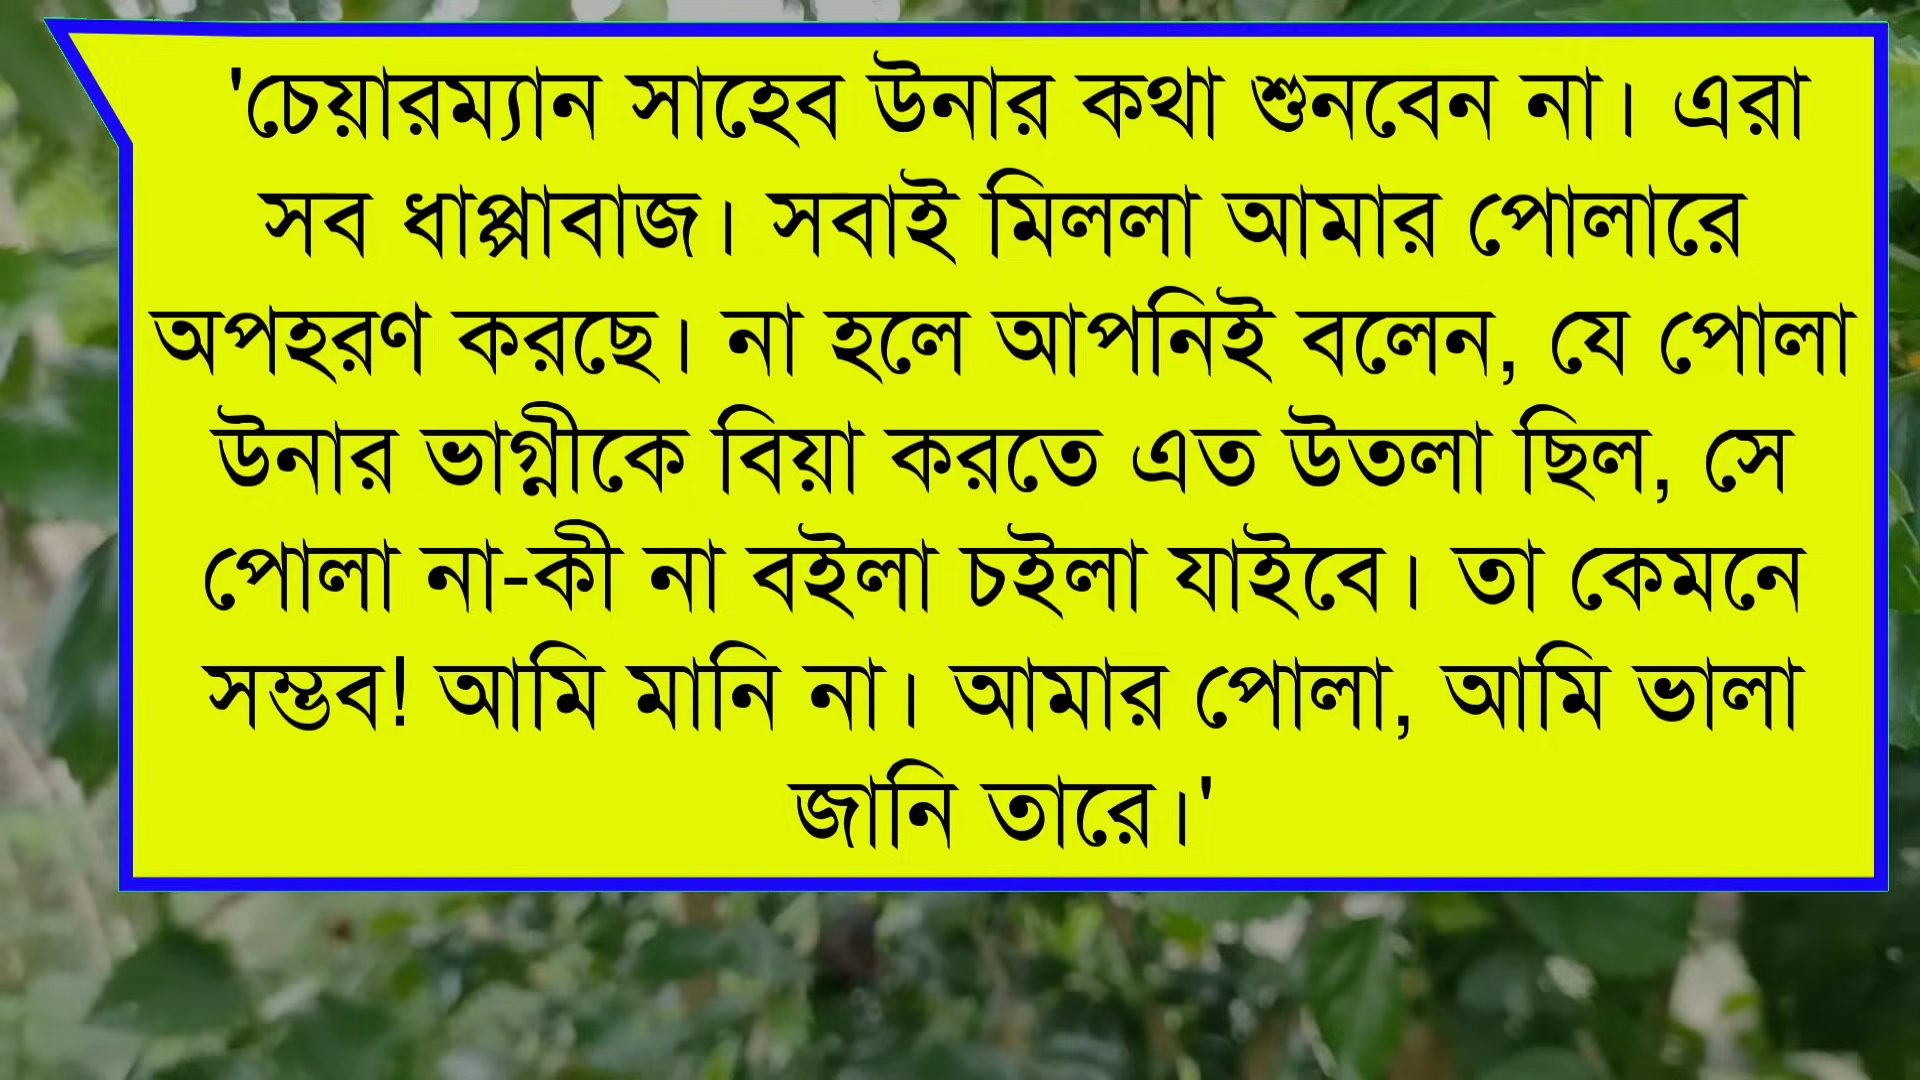 'চেয়ারম্যান সাহেব উনার কথা শুনবেন না। এরা
সব ধাপ্পাবাজ। সবাই মিললা আমার পোলারে
অপহরণ করছে। না হলে আপনিই বলেন, যে পোলা
উনার ভাগ্নীকে বিয়া করতে এত উতলা ছিল, সে
পোলা না-কী না বইলা চইলা যাইবে। তা কেমনে
সম্ভব! আমি মানি না। আমার পোলা, আমি ভালা
জানি তারে।'